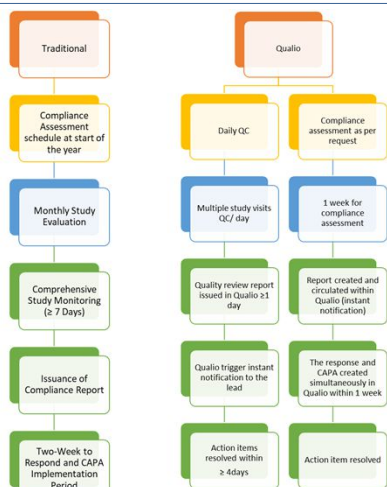 Traditional
Compliance
Assessment
schedule at start of
the year
Monthly Study
Evaluation
Comprehensive
Study Monitoring
(≥ 7 Days)
Issuance of
Compliance Report
Two-Week to
Respond and CAPA
Implementation
Period
Qualio
Daily QC
Multiple study visits
QC/ day
Quality review report
issued in Qualio ≥1
day
Qualio trigger instant
notification to the
lead
Action items
resolved within
≥ 4days
Compliance
assessment as per
request
1 week for
compliance
assessment
Report created and
circulated within
Qualio (instant
notification)
The response and
CAPA created
simultaneously in
Qualio within 1 week
Action item resolved